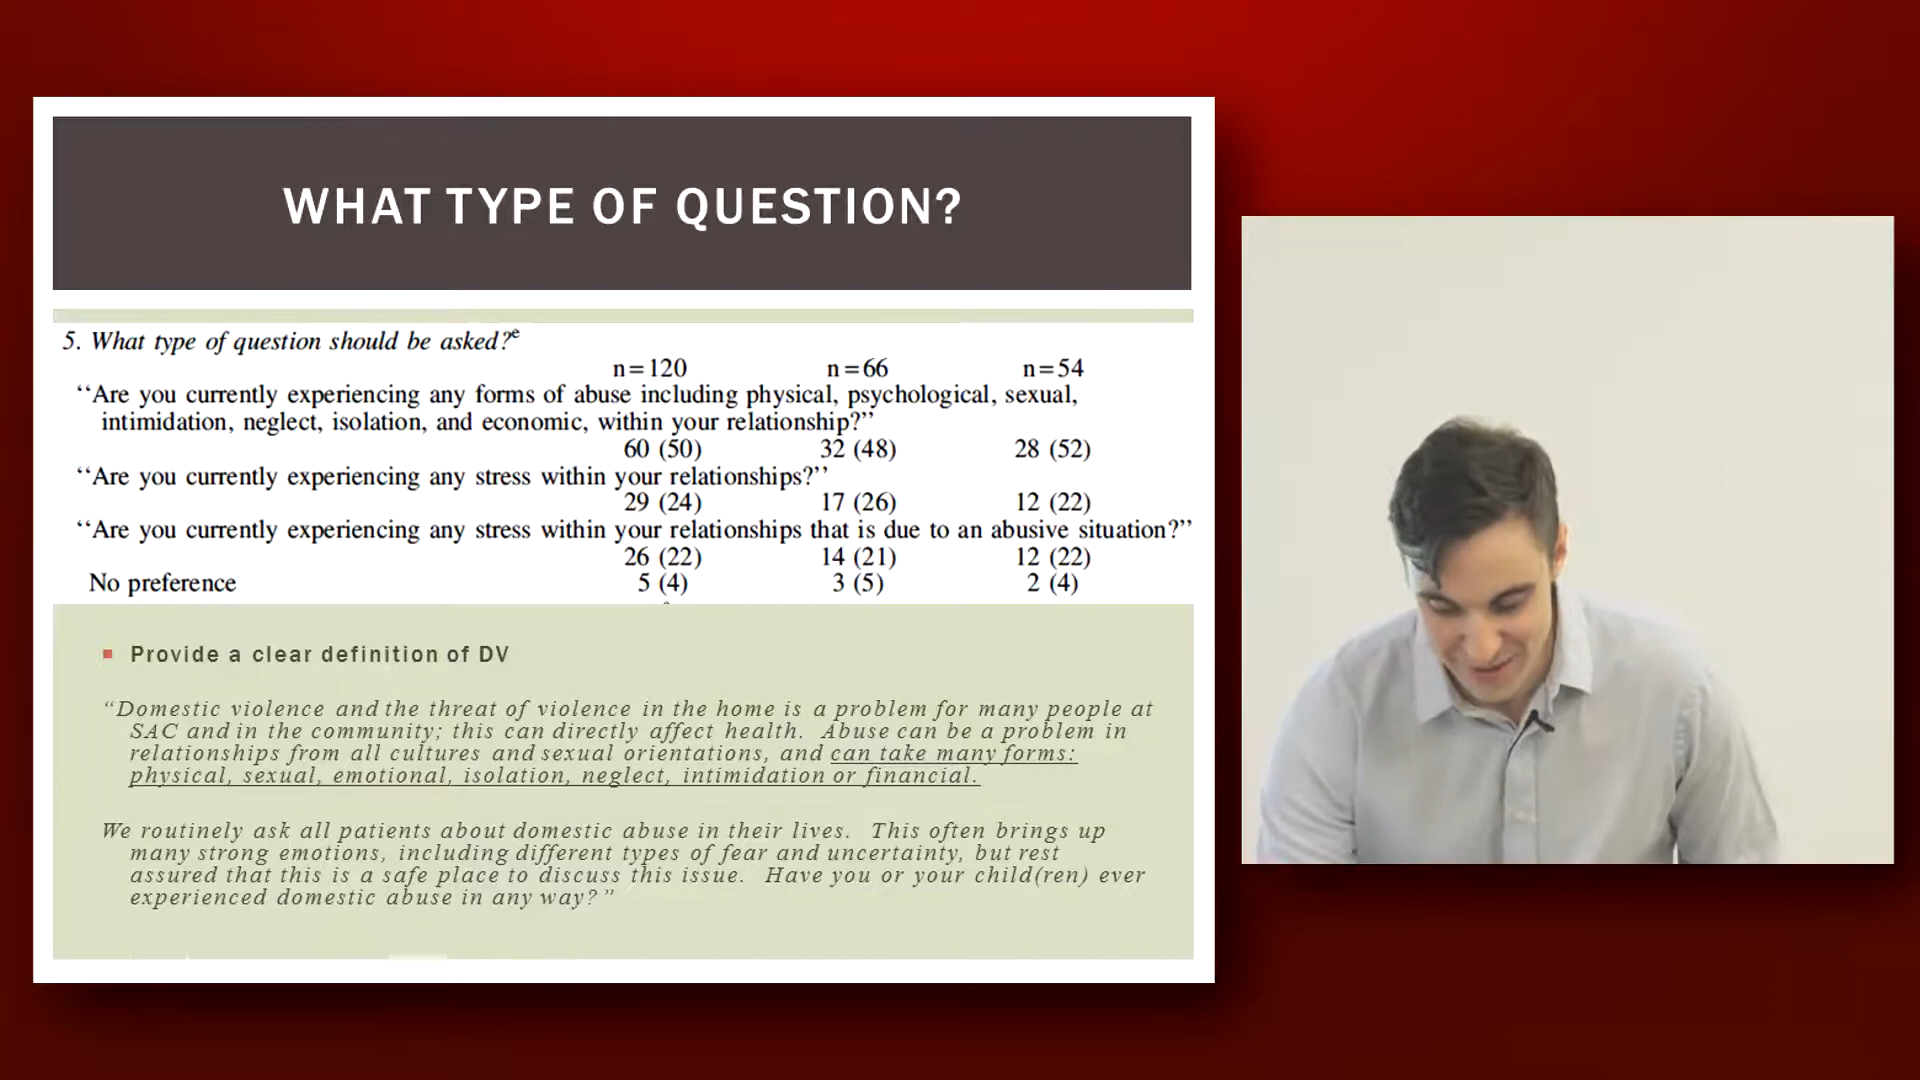 WHAT TYPE OF QUESTION?
5. What type of question should be asked?e
n=120 n=66 n=54
‘‘Are you currently experiencing any forms of abuse including physical, psychological, sexual,
intimidation, neglect, isolation, and economic, within your relationship?’’
60 (50) 32 (48) 28 (52)
‘‘Are you currently experiencing any stress within your relationships?’’
29 (24) 17 (26) 12 (22)
‘‘Are you currently experiencing any stress within your relationships that is due to an abusive situation?’’
26 (22) 14 (21) 12 (22)
No preference 5 (4) 3 (5) 2 (4)
Provide a clear definition of DV
“Domestic violence and the threat of violence in the home is a problem for many people at
SAC and in the community; this can directly affect health. Abuse can be a problem in
relationships from all cultures and sexual orientations, and can take many forms:
physical, sexual, emotional, isolation, neglect, intimidation or financial.
We routinely ask all patients about domestic abuse in their lives. This often brings up
many strong emotions, including different types of fear and uncertainty, but rest
assured that this is a safe place to discuss this issue. Have you or your child(ren) ever
experienced domestic abuse in any way?”